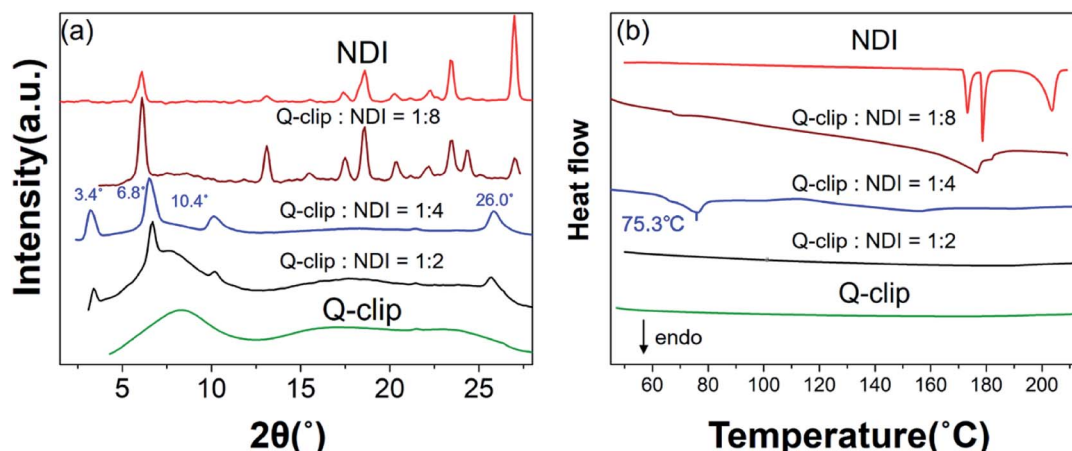 (a)
NDI
Q-clip : NDI = 1:8
3.4°
6.8°
10.4°
26.0°
Q-clip : NDI = 1:4
Q-clip : NDI = 1:2
Q-clip
Intensity(a.u.)
5
10
15
20
25
2θ(°)
(b)
NDI
Q-clip : NDI = 1:8
Q-clip : NDI = 1:4
75.3℃
Q-clip : NDI = 1:2
Q-clip
endo
Heat flow
60
80
100
120
140
160
180
200
Temperature(°C)